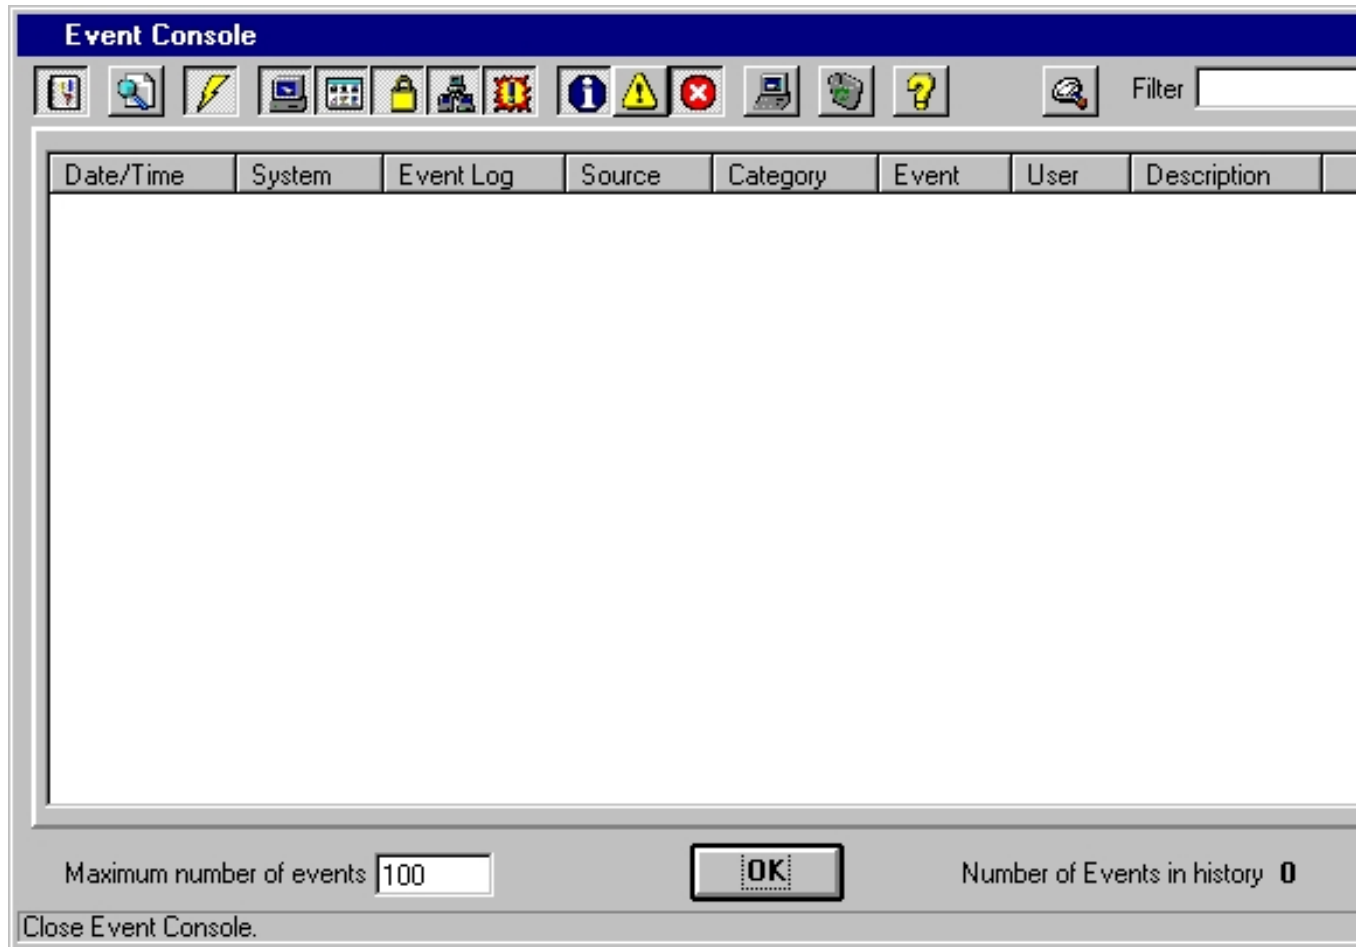 Event Console
Filter
Date/Time System Event Log Source Category Event User Description
Maximum number of events 100 OK Number of Events in history 0
Close Event Console.